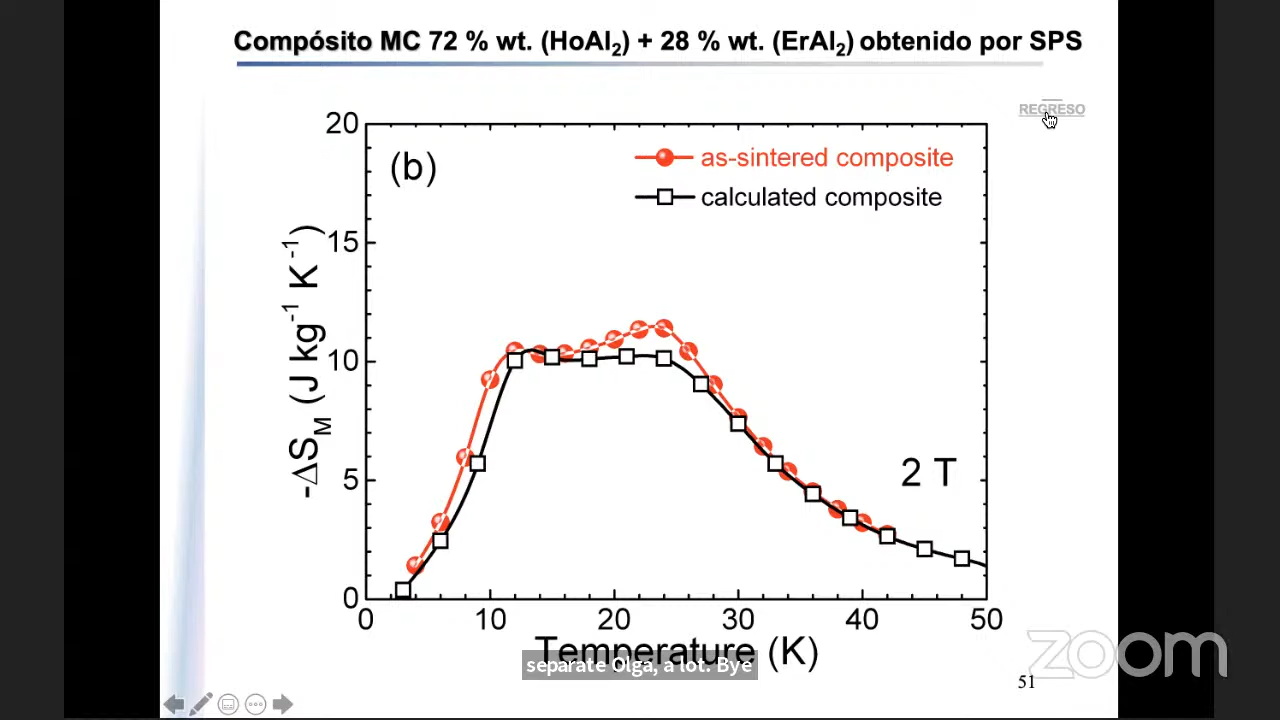 Compósito MC 72 % wt. (HoAl₂) + 28 % wt. (ErAl₂) obtenido por SPS
REGRESO
(b)
as-sintered composite
calculated composite
20
15
10
5
0
-ΔS_M (J kg⁻¹ K⁻¹)
2 T
0 10 20 30 40 50
Temperature (K)
separate Olga, a lot. Bye
zoom
51